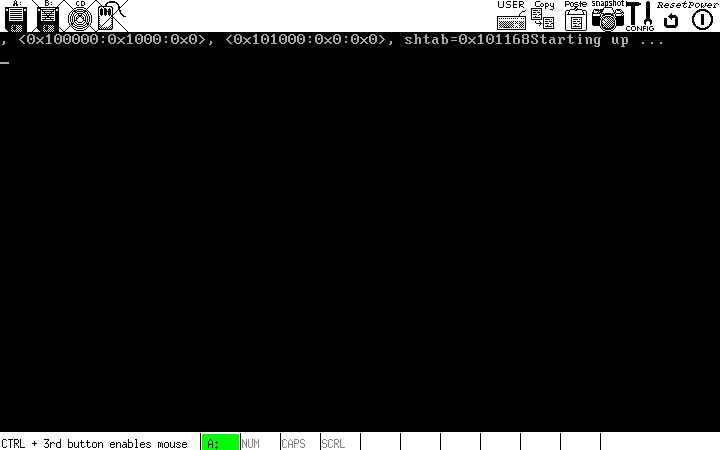 A: B: CD USER Copy Paste snapshot CONFIG Reset Power
, <0x100000:0x1000:0x0>, <0x101000:0x0:0x0>, shtab=0x101168Starting up ...
CTRL + 3rd button enables mouse A: NUM CAPS SCRL